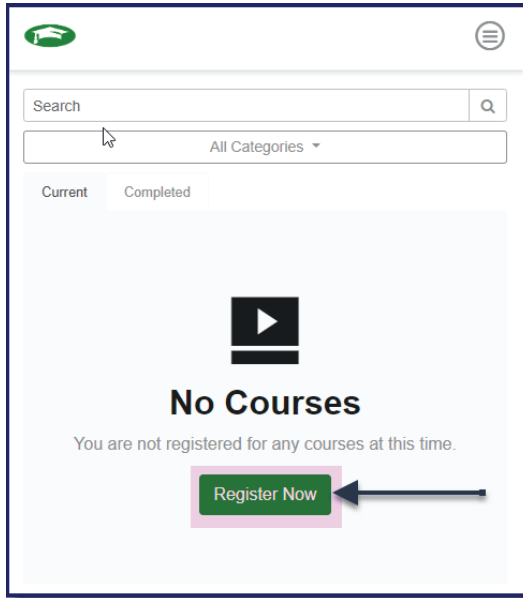 Search
All Categories
Current Completed
No Courses
You are not registered for any courses at this time.
Register Now